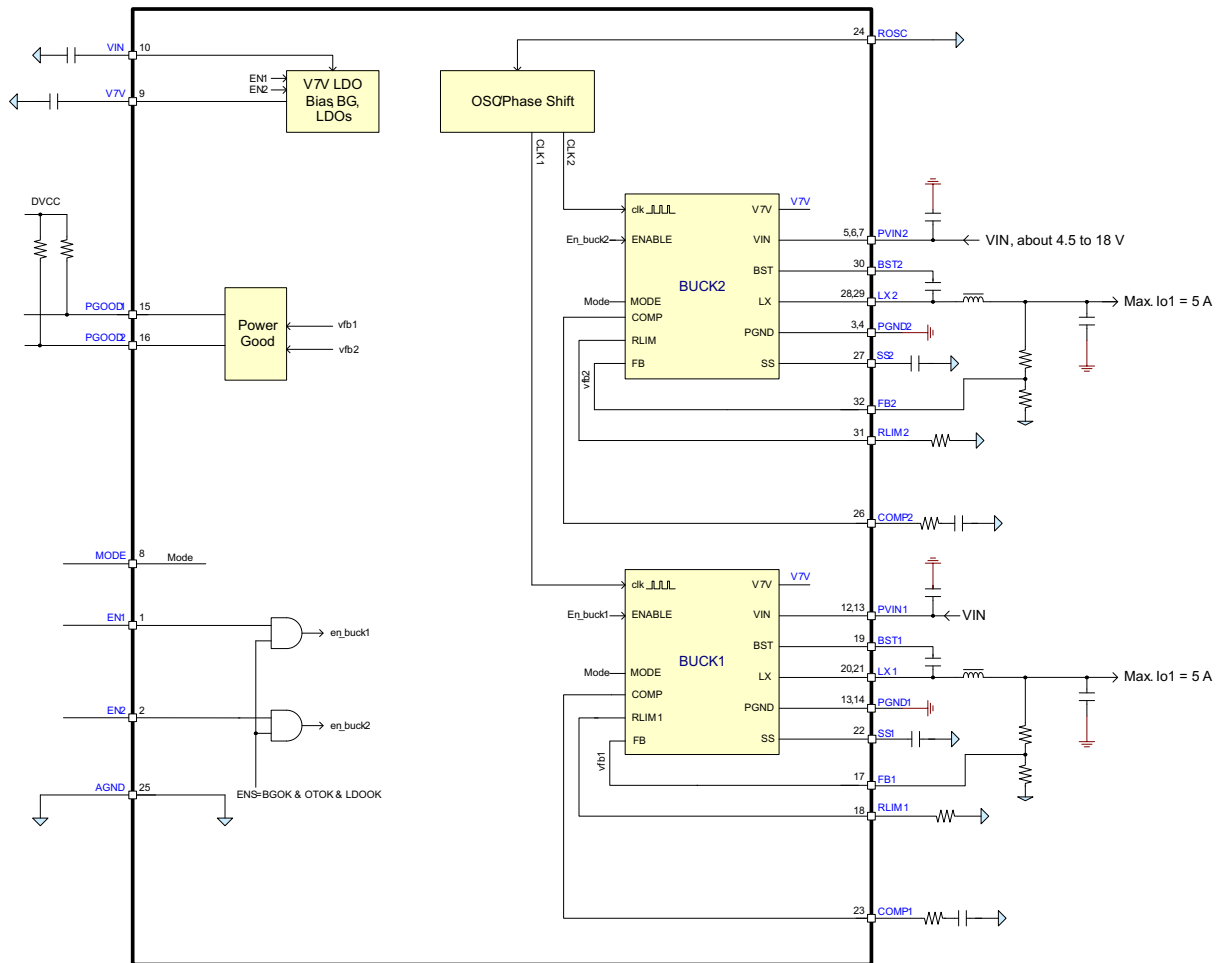 VIN
10
V7V
9
EN1
EN2
V7V LDO
Bias, BG,
LDOs
24
ROSC
OSC/Phase Shift
CLK1
CLK2
DVCC
PGOOD1
15
PGOOD2
16
Power
Good
vfb1
vfb2
clk
V7V
V7V
En_buck2
ENABLE
VIN
5,6,7
PVIN2
VIN, about 4.5 to 18 V
BST
30
BST2
BUCK2
Mode
MODE
LX
28,29
LX2
Max. Io1 = 5 A
COMP
RLIM
PGND
3,4
PGND2
FB
SS
27
SS2
vfb2
32
FB2
31
RLIM2
26
COMP2
MODE
8
Mode
EN1
1
en_buck1
EN2
2
en_buck2
AGND
25
ENS=BGOK & OTOK & LDOOK
clk
V7V
V7V
En_buck1
ENABLE
VIN
12,13
PVIN1
VIN
BST
19
BST1
BUCK1
Mode
MODE
LX
20,21
LX1
Max. Io1 = 5 A
COMP
RLIM1
PGND
13,14
PGND1
FB
SS
22
SS1
vfb1
17
FB1
18
RLIM1
23
COMP1